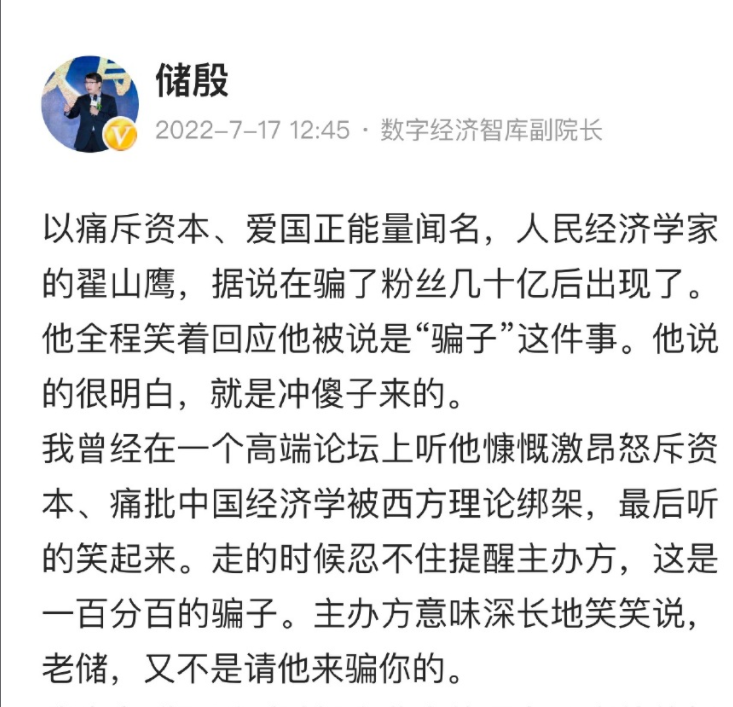 储殷
2022-7-17 12:45 · 数字经济智库副院长
以痛斥资本、爱国正能量闻名，人民经济学家
的翟山鹰，据说在骗了粉丝几十亿后出现了。
他全程笑着回应他被说是“骗子”这件事。他说
的很明白，就是冲傻子来的。
我曾经在一个高端论坛上听他慷慨激昂怒斥资
本、痛批中国经济学被西方理论绑架，最后听
的笑起来。走的时候忍不住提醒主办方，这是
一百分百的骗子。主办方意味深长地笑笑说，
老储，又不是请他来骗你的。